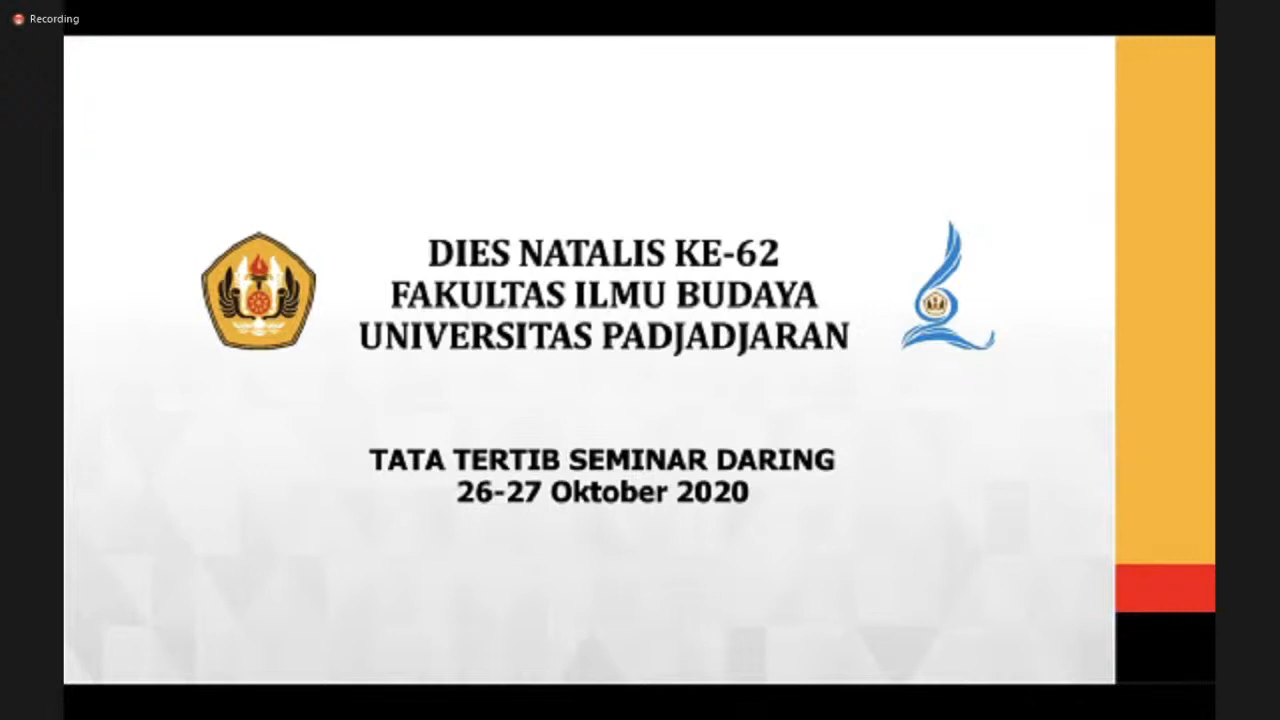 Recording
DIES NATALIS KE-62
FAKULTAS ILMU BUDAYA
UNIVERSITAS PADJADJARAN
TATA TERTIB SEMINAR DARING
26-27 Oktober 2020